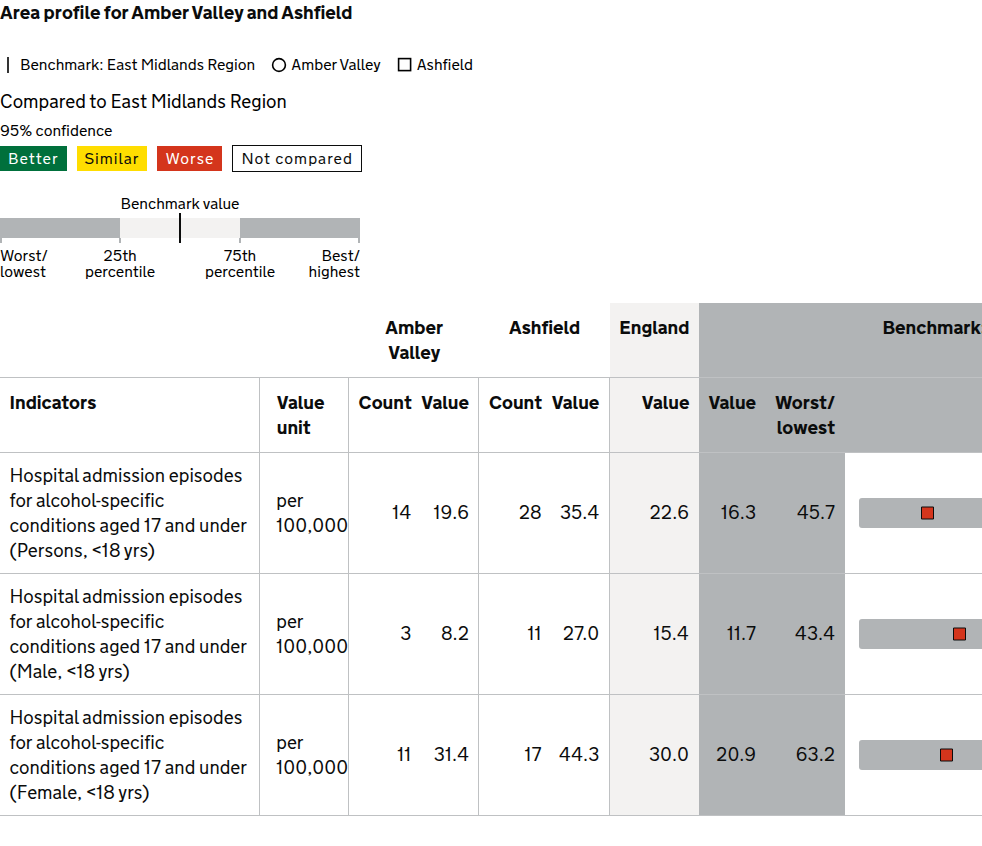 Area profile for Amber Valley and Ashfield
Benchmark: East Midlands Region Amber Valley Ashfield
Compared to East Midlands Region
95% confidence
Better Similar Worse Not compared
Benchmark value
Worst/ 25th 75th Best/
lowest percentile percentile highest
Amber Ashfield England Benchmark
Valley
Indicators Value Count Value Count Value Value Value Worst/
unit lowest
Hospital admission episodes
for alcohol-specific per 14 19.6 28 35.4 22.6 16.3 45.7
conditions aged 17 and under 100,000
(Persons, <18 yrs)
Hospital admission episodes
for alcohol-specific per 3 8.2 11 27.0 15.4 11.7 43.4
conditions aged 17 and under 100,000
(Male, <18 yrs)
Hospital admission episodes
for alcohol-specific per 11 31.4 17 44.3 30.0 20.9 63.2
conditions aged 17 and under 100,000
(Female, <18 yrs)